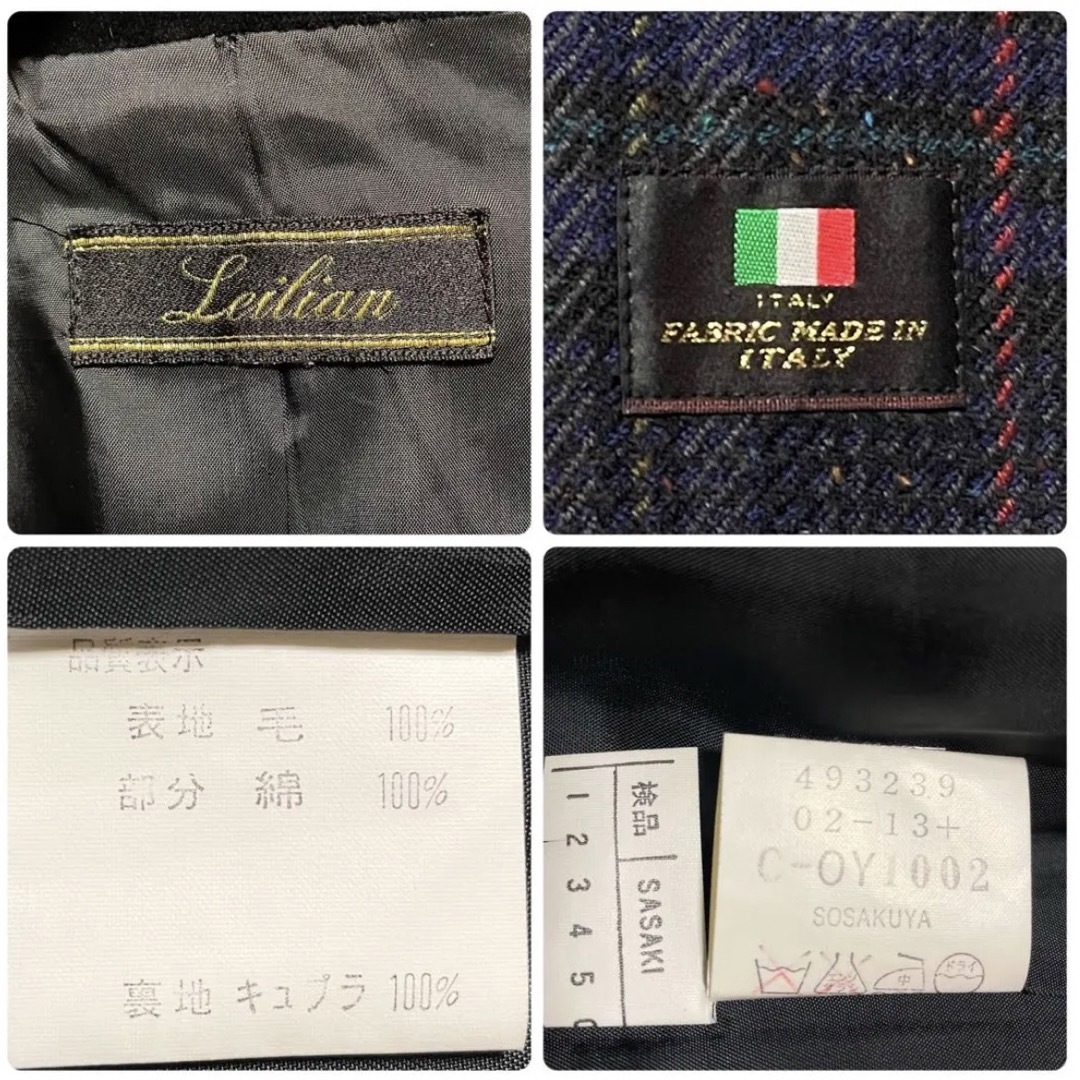 Leilian
ITALY
FABRIC MADE IN
ITALY
品質表示
表地 毛 100%
部分 綿 100%
裏地 キュプラ 100%
検品 SASAKI
1 2 3 4 5
493239
02-13+
C-OY1002
SOSAKUYA
中
ドライ